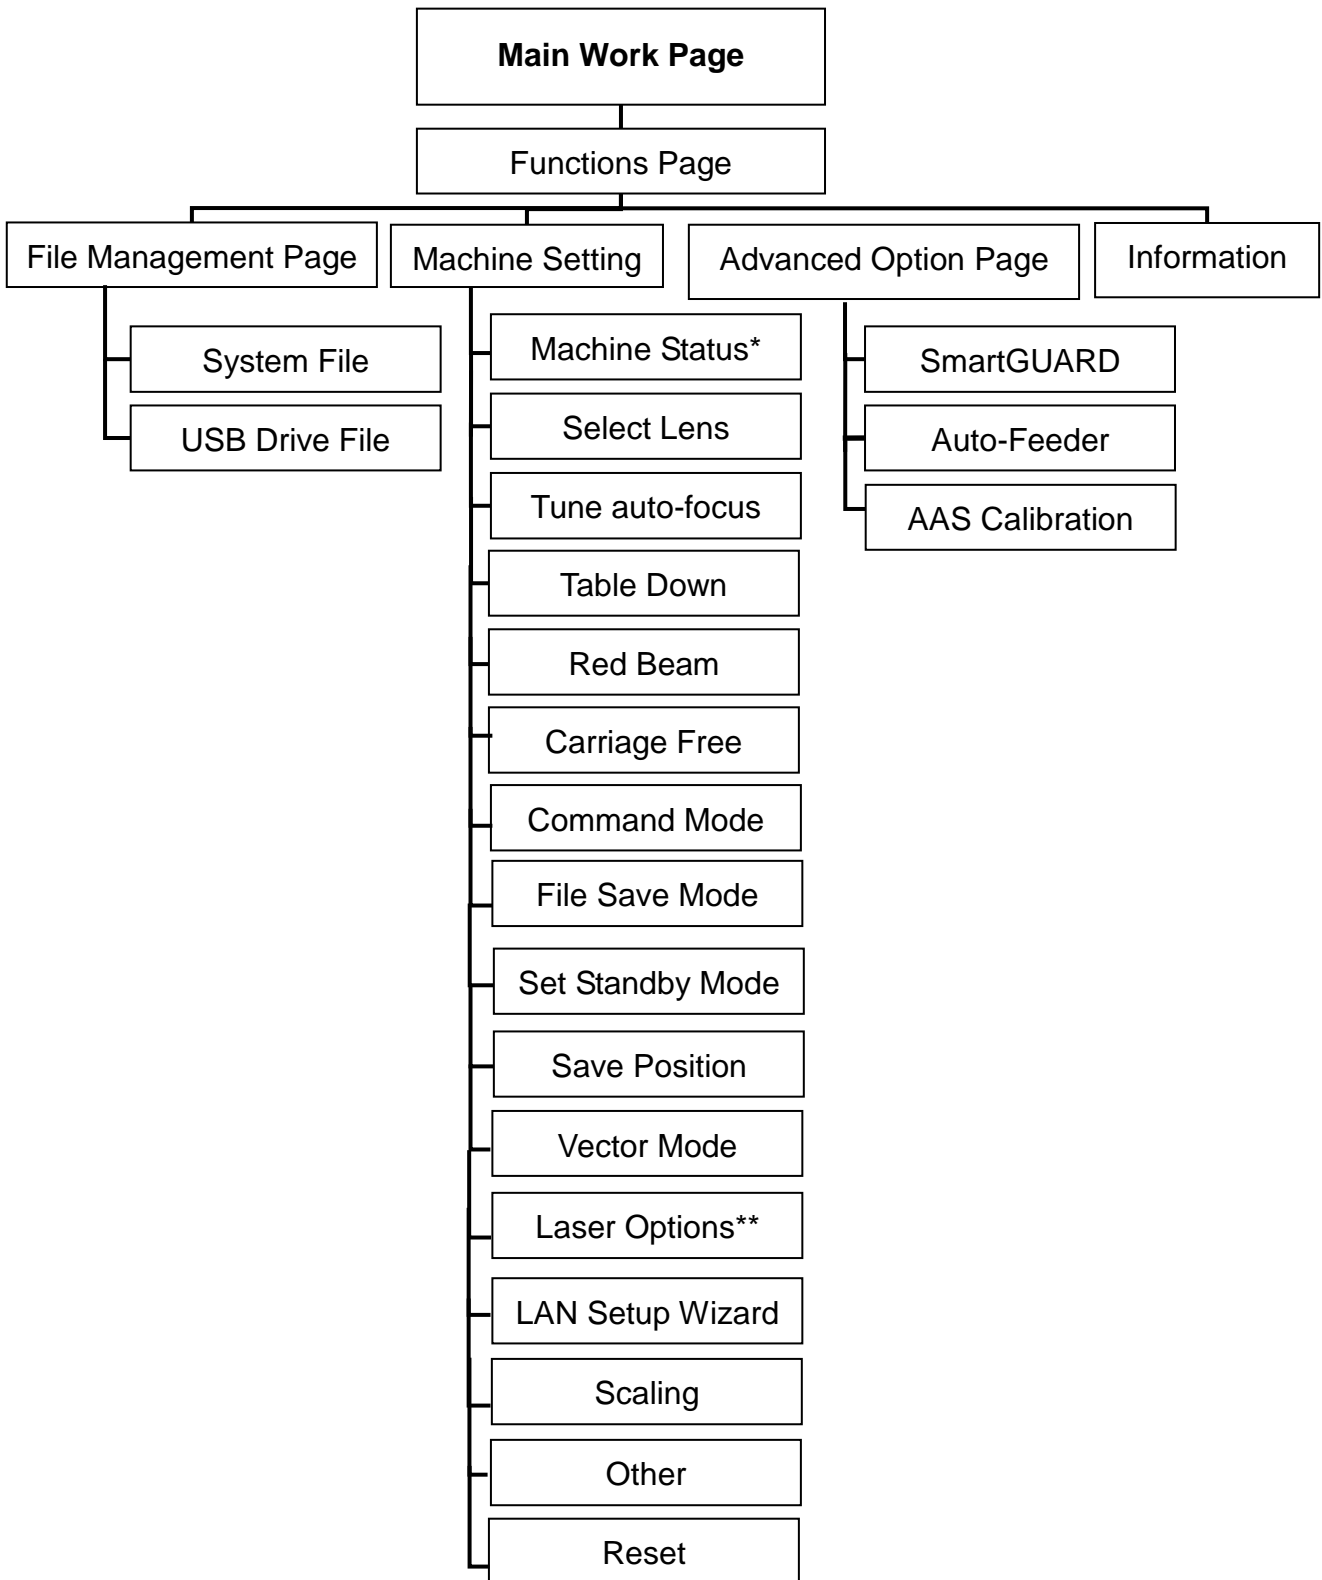 Main Work Page
Functions Page
File Management Page
Machine Setting
Advanced Option Page
Information
System File
USB Drive File
Machine Status*
Select Lens
Tune auto-focus
Table Down
Red Beam
Carriage Free
Command Mode
File Save Mode
Set Standby Mode
Save Position
Vector Mode
Laser Options**
LAN Setup Wizard
Scaling
Other
Reset
SmartGUARD
Auto-Feeder
AAS Calibration